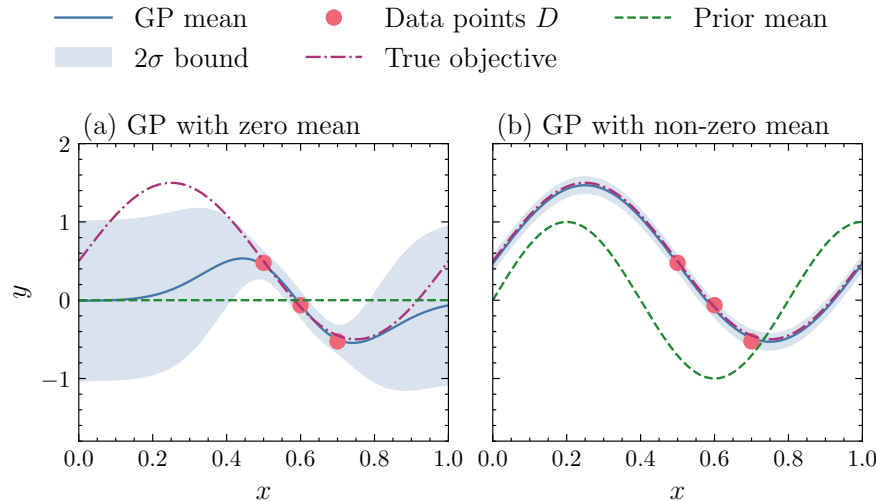 GP mean Data points D Prior mean
2σ bound True objective
(a) GP with zero mean (b) GP with non-zero mean
2
1
0
−1
y
0.0 0.2 0.4 0.6 0.8 1.0 0.0 0.2 0.4 0.6 0.8 1.0
x x